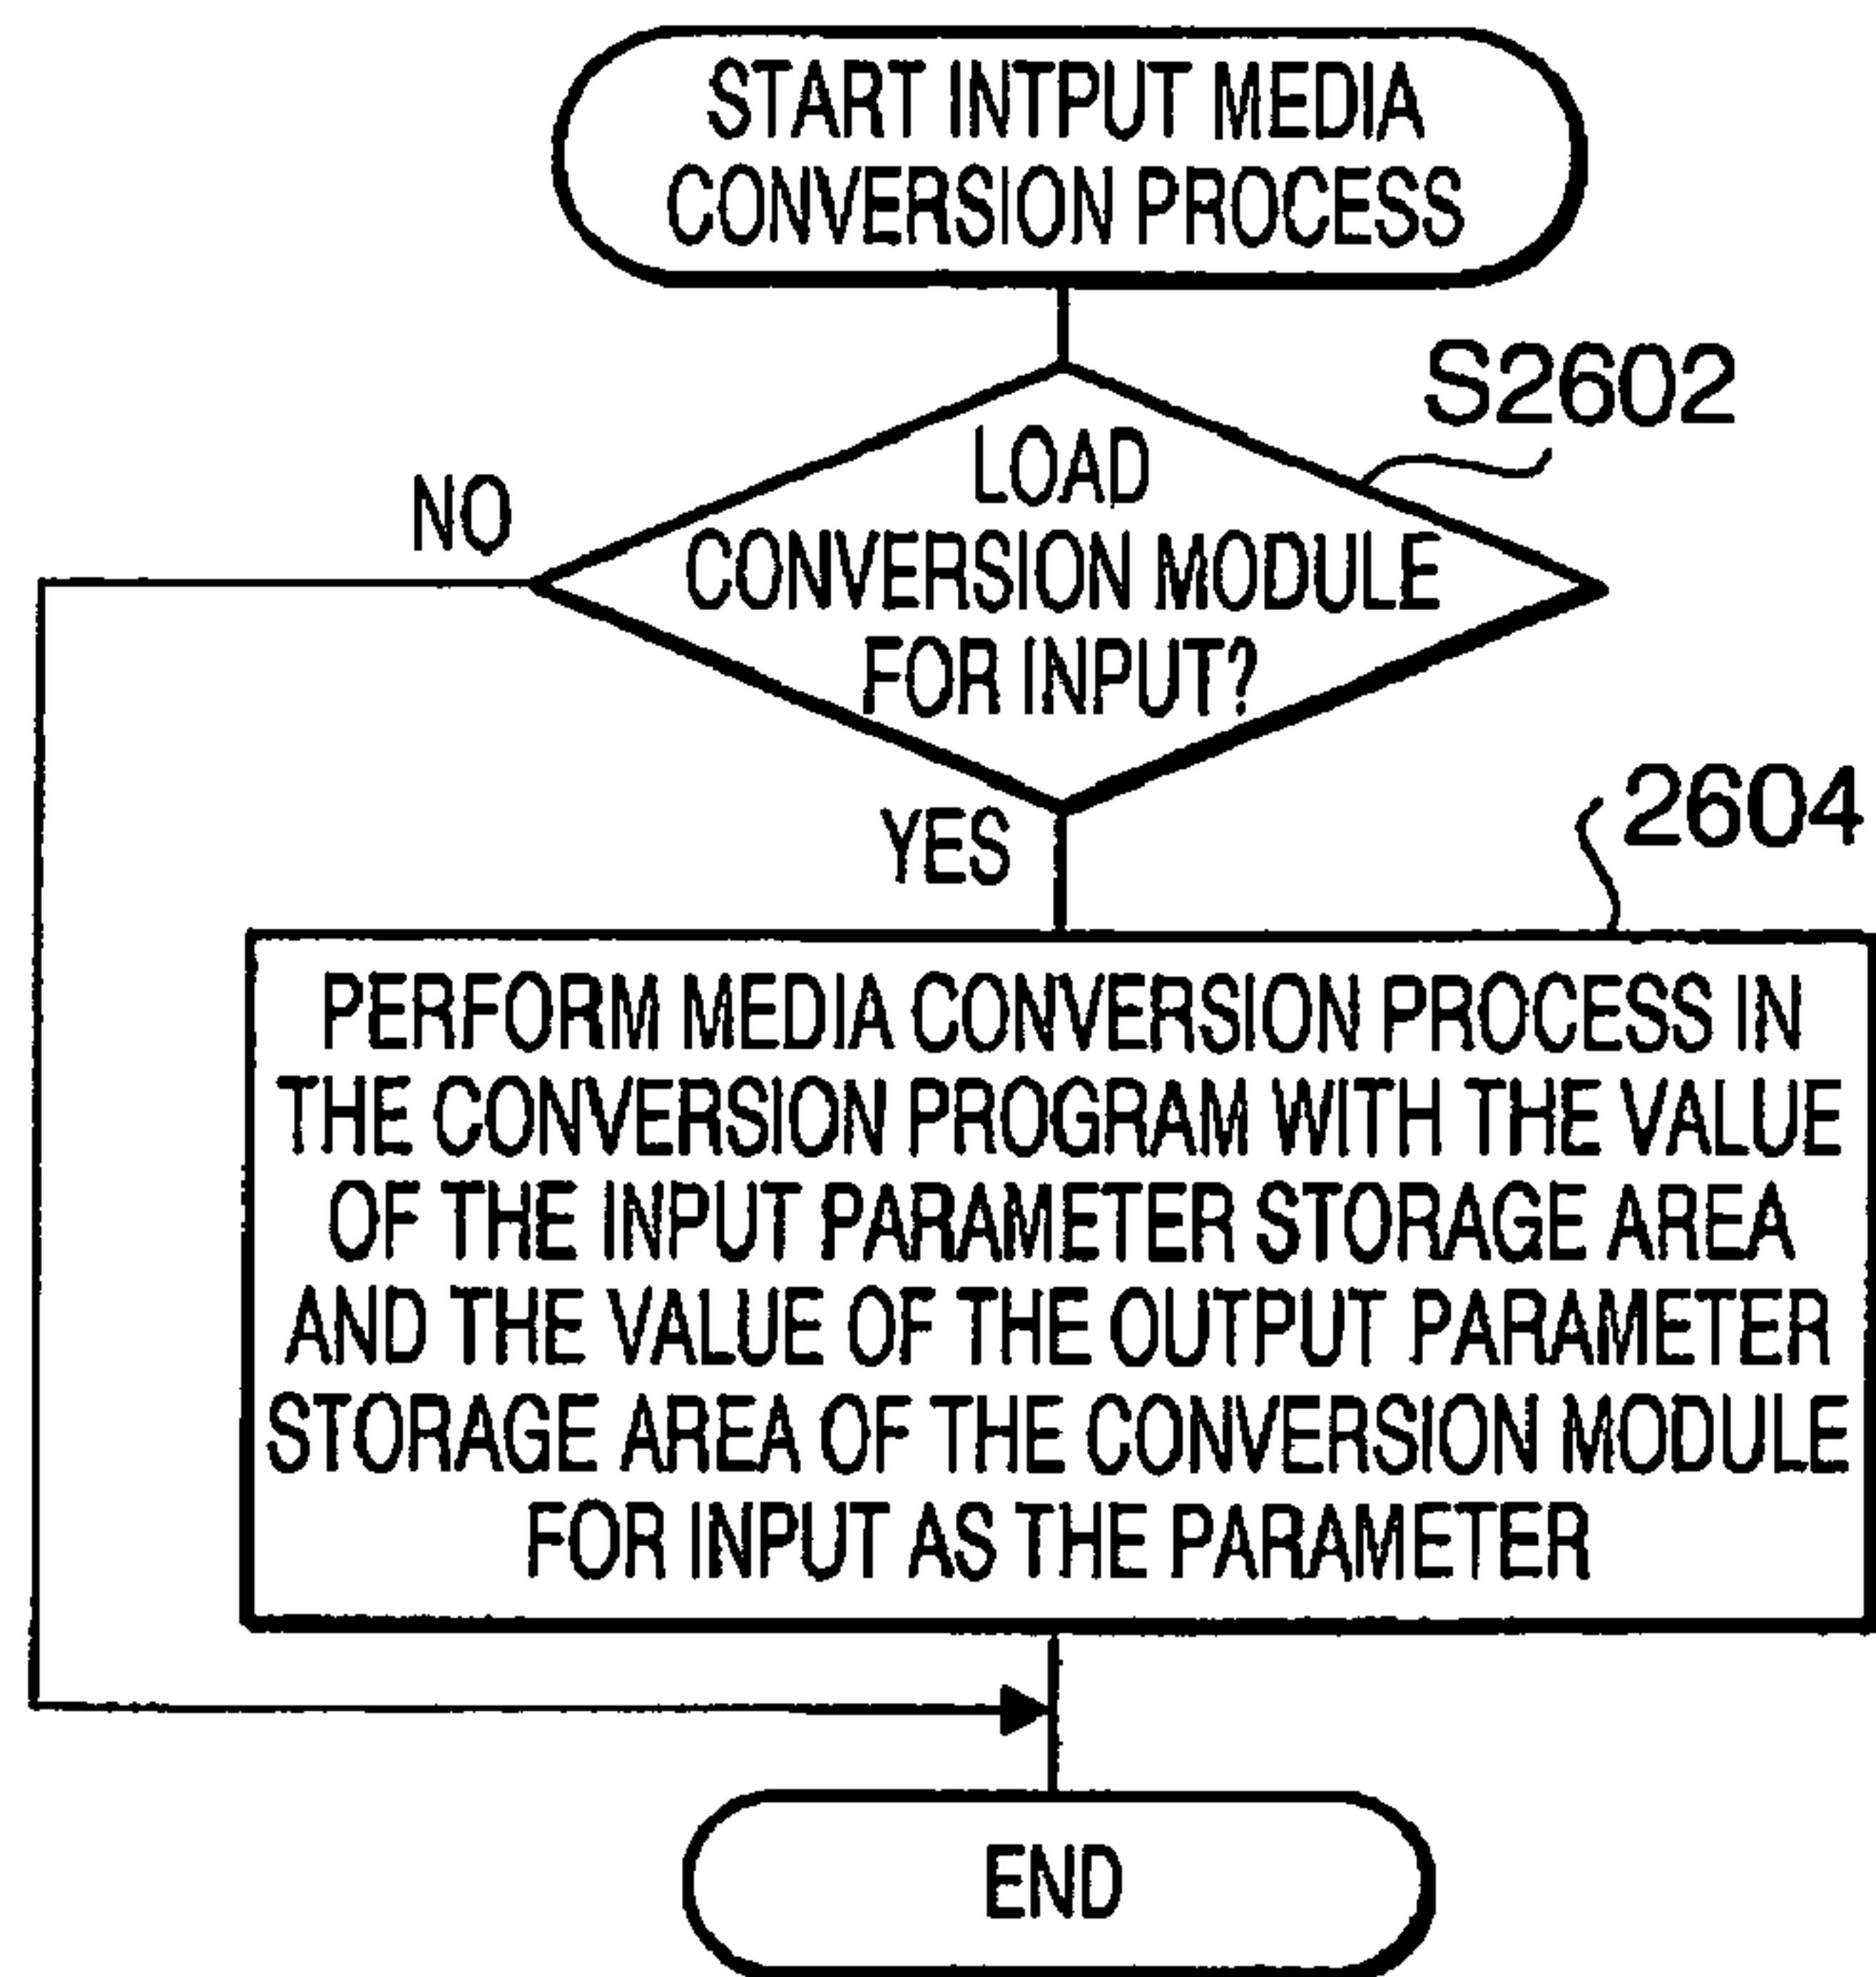 START INTPUT MEDIA
CONVERSION PROCESS
S2602
LOAD
CONVERSION MODULE
FOR INPUT?
NO
YES
2604
PERFORM MEDIA CONVERSION PROCESS IN
THE CONVERSION PROGRAM WITH THE VALUE
OF THE INPUT PARAMETER STORAGE AREA
AND THE VALUE OF THE OUTPUT PARAMETER
STORAGE AREA OF THE CONVERSION MODULE
FOR INPUT AS THE PARAMETER
END